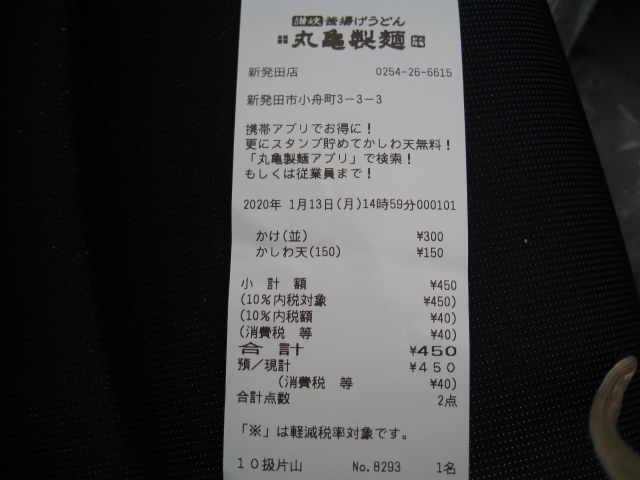 讃岐 釜揚げうどん
丸亀製麺
新発田店 0254-26-6615
新発田市小舟町3-3-3
携帯アプリでお得に!
更にスタンプ貯めてかしわ天無料!
「丸亀製麺アプリ」で検索!
もしくは従業員まで!
2020年 1月13日(月)14時59分000101
かけ(並) ¥300
かしわ天(150) ¥150
小 計 額 ¥450
(10%内税対象 ¥450)
(10%内税額 ¥40)
(消費税 等 ¥40)
合 計 ¥450
預/現計 ¥450
(消費税 等 ¥40)
合計点数 2点
「※」は軽減税率対象です。
10扱片山 No.8293 1名